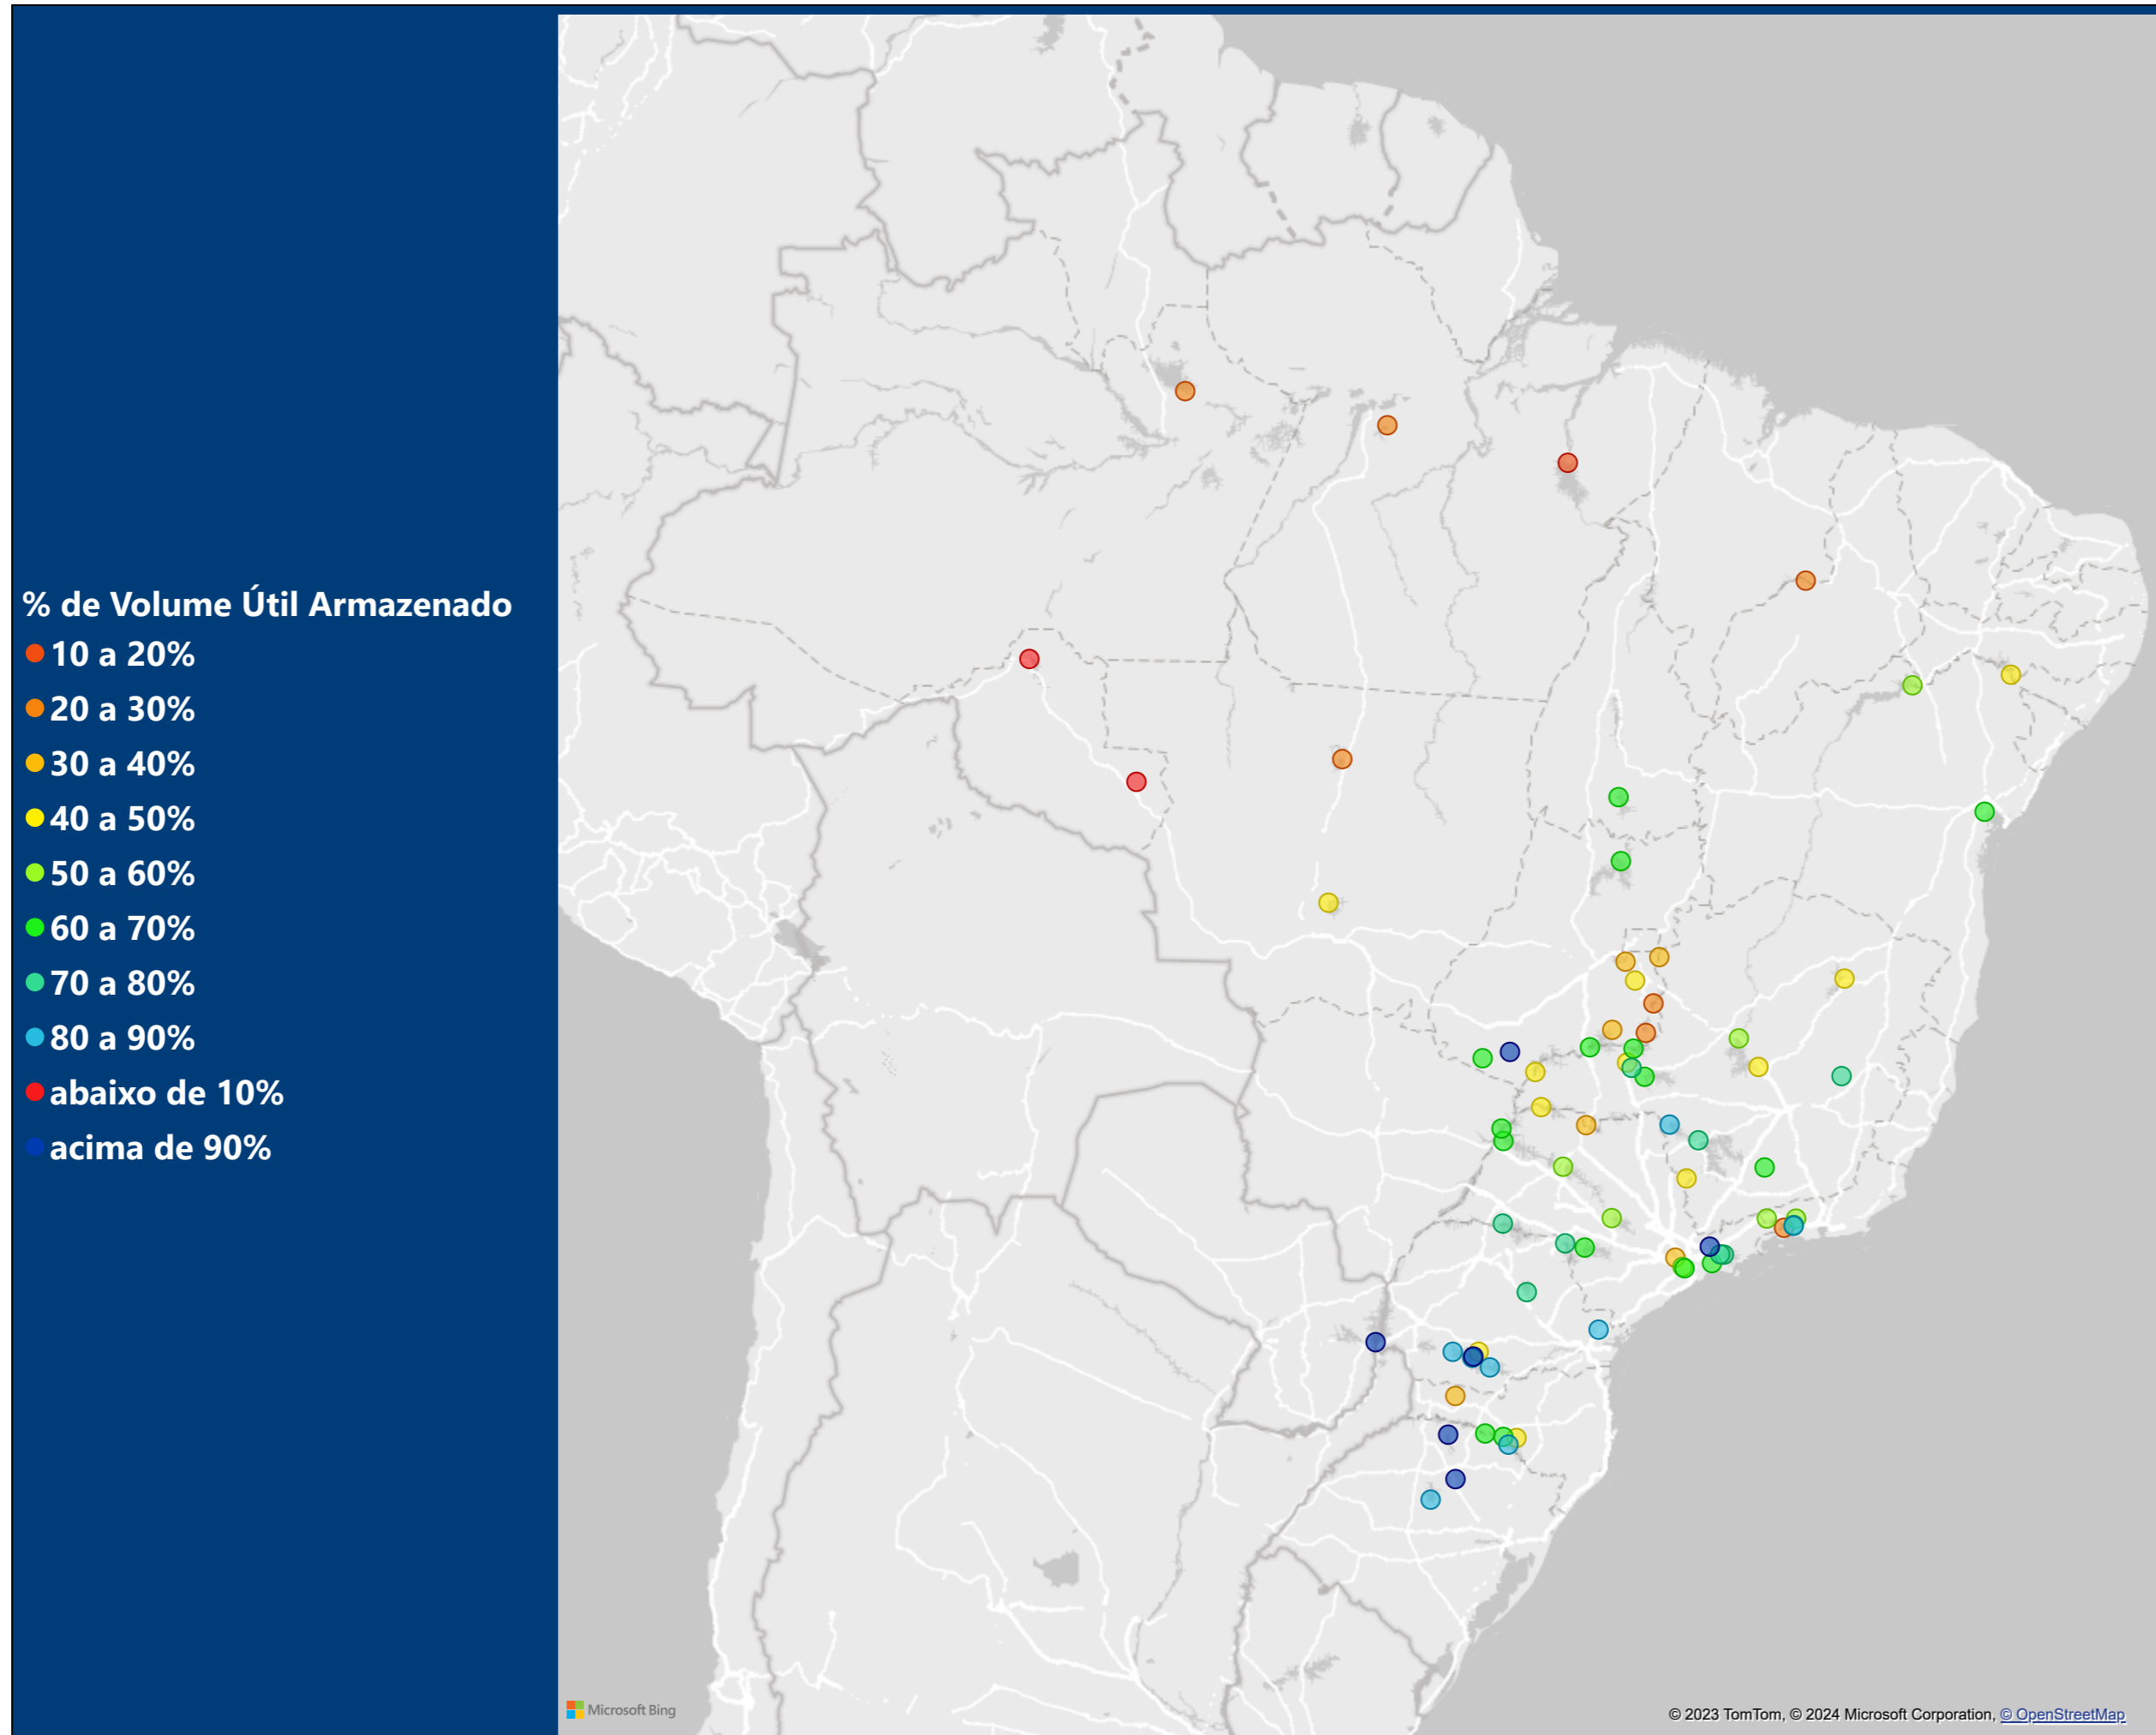 % de Volume Útil Armazenado
10 a 20%
20 a 30%
30 a 40%
40 a 50%
50 a 60%
60 a 70%
70 a 80%
80 a 90%
abaixo de 10%
acima de 90%
Microsoft Bing
© 2023 TomTom, © 2024 Microsoft Corporation, © OpenStreetMap